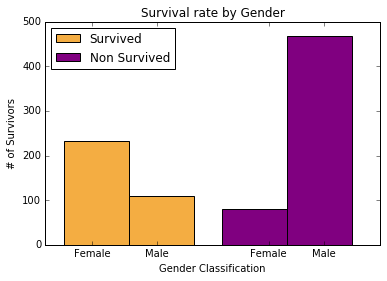 Survival rate by Gender
Survived
Non Survived
500
400
300
200
100
0
# of Survivors
Female Male Female Male
Gender Classification